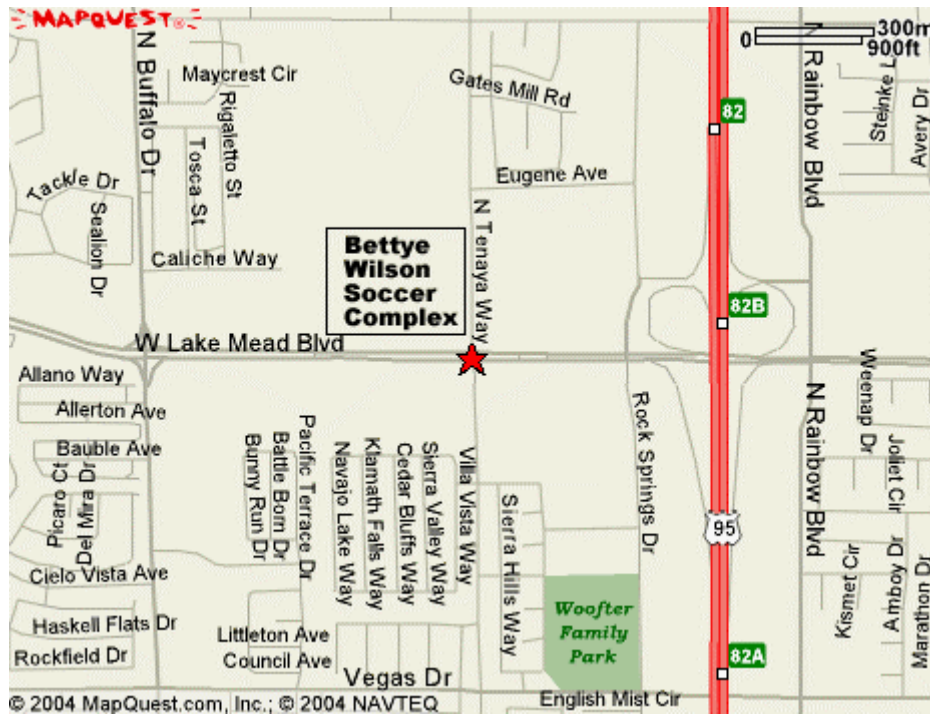 MAPQUEST
0
300m
900ft
N Buffalo Dr
Maycrest Cir
Rigaletto St
Tosca St
Tackle Dr
Sealion Dr
Caliche Way
Gates Mill Rd
Eugene Ave
N Tenaya Way
82
N Rainbow Blvd
Steinke L
Avery Dr
Bettye
Wilson
Soccer
Complex
82B
W Lake Mead Blvd
Allano Way
Allerton Ave
Bauble Ave
Picaro Ct
Del Mira Dr
Cielo Vista Ave
Haskell Flats Dr
Rockfield Dr
Bunny Run Dr
Battle Born Dr
Pacific Terrace Dr
Navajo Lake Way
Klamath Falls Way
Cedar Bluffs Way
Sierra Valley Way
Villa Vista Way
Sierra Hills Way
Rock Springs Dr
95
N Rainbow Blvd
Weenap Dr
Joliet Cir
Kismet Cir
Amboy Dr
Marathon Dr
Littleton Ave
Council Ave
Woofter
Family
Park
82A
Vegas Dr
English Mist Cir
© 2004 MapQuest.com, Inc.; © 2004 NAVTEQ